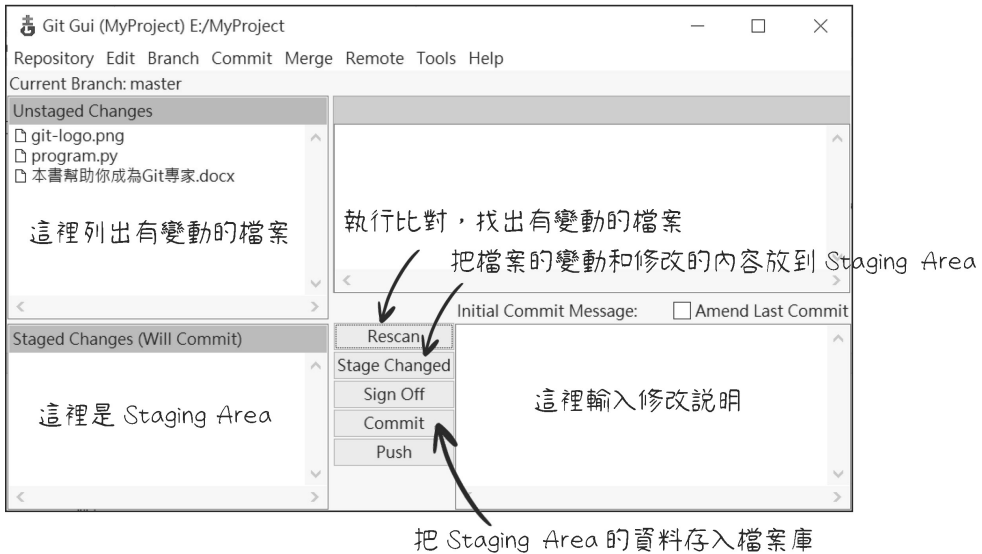 Git Gui (MyProject) E:/MyProject
Repository Edit Branch Commit Merge Remote Tools Help
Current Branch: master
Unstaged Changes
git-logo.png
program.py
本書幫助你成為Git專家.docx
這裡列出有變動的檔案
執行比對，找出有變動的檔案
把檔案的變動和修改的內容放到 Staging Area
Initial Commit Message: Amend Last Commit
Staged Changes (Will Commit)
這裡是 Staging Area
Rescan
Stage Changed
Sign Off
Commit
Push
這裡輸入修改說明
把 Staging Area 的資料存入檔案庫